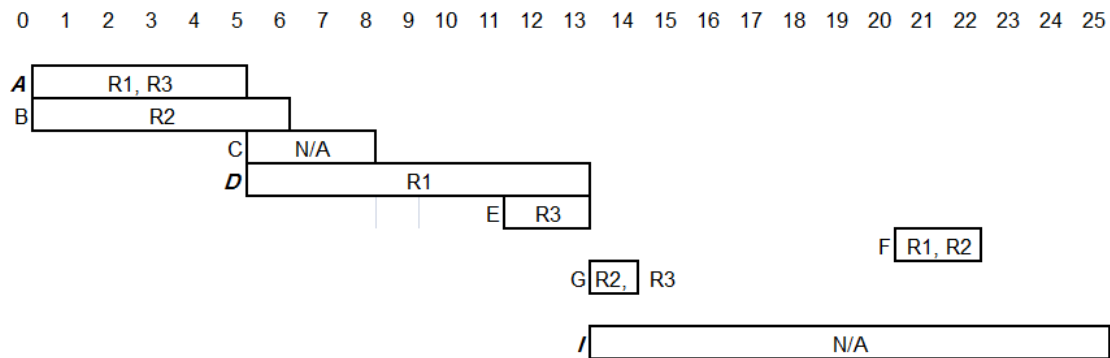 0 1 2 3 4 5 6 7 8 9 10 11 12 13 14 15 16 17 18 19 20 21 22 23 24 25
A R1, R3
B R2
C N/A
D R1
E R3
F R1, R2
G R2, R3
I N/A